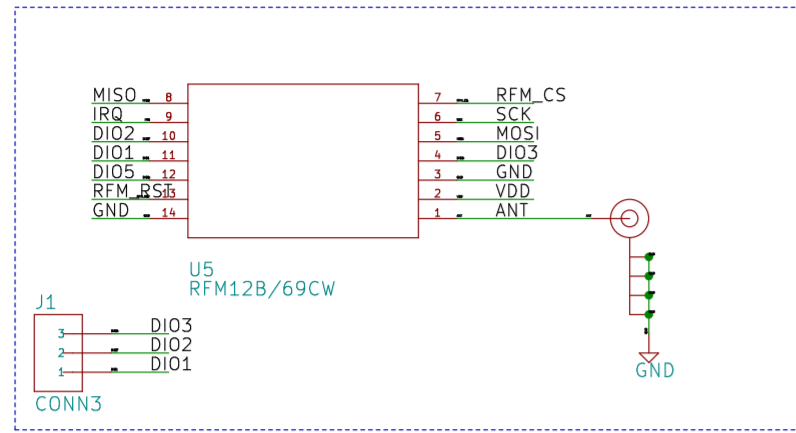 MISO 8 7 RFM_CS
IRQ 9 6 SCK
DIO2 10 5 MOSI
DIO1 11 4 DIO3
DIO5 12 3 GND
RFM_RST 13 2 VDD
GND 14 1 ANT
U5
RFM12B/69CW
J1
3 DIO3
2 DIO2
1 DIO1
CONN3
GND